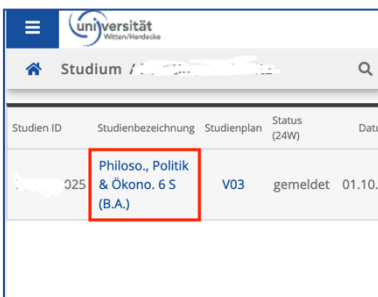 universität
Witten/Herdecke
Studium /
Studien ID Studienbezeichnung Studienplan Status (24W) Datu
025 Philoso., Politik & Ökono. 6 S (B.A.) V03 gemeldet 01.10.